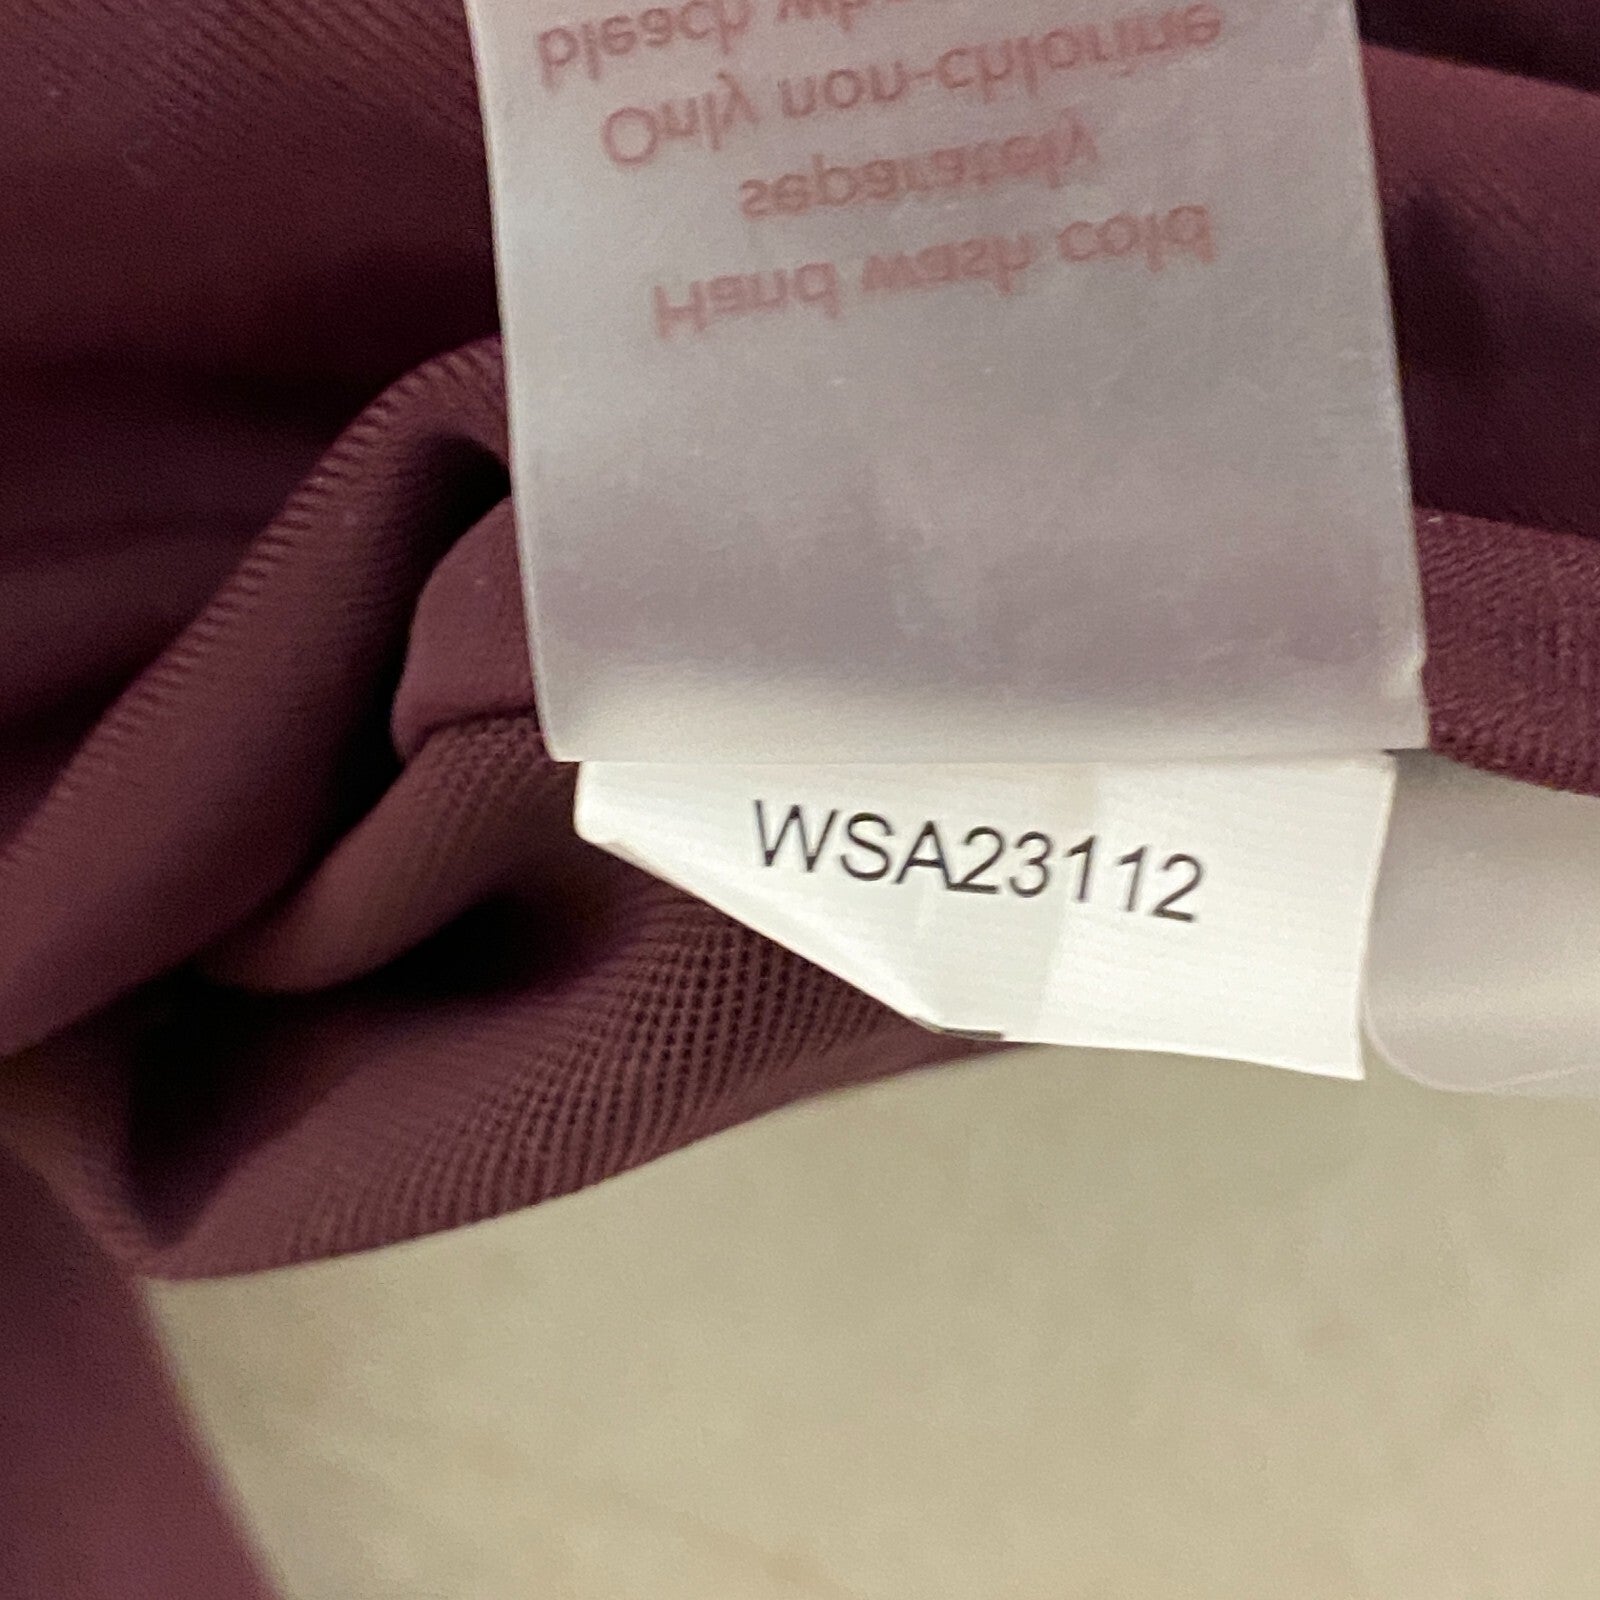 Hand wash cold
separately
Only non-chlorine
bleach
WSA23112